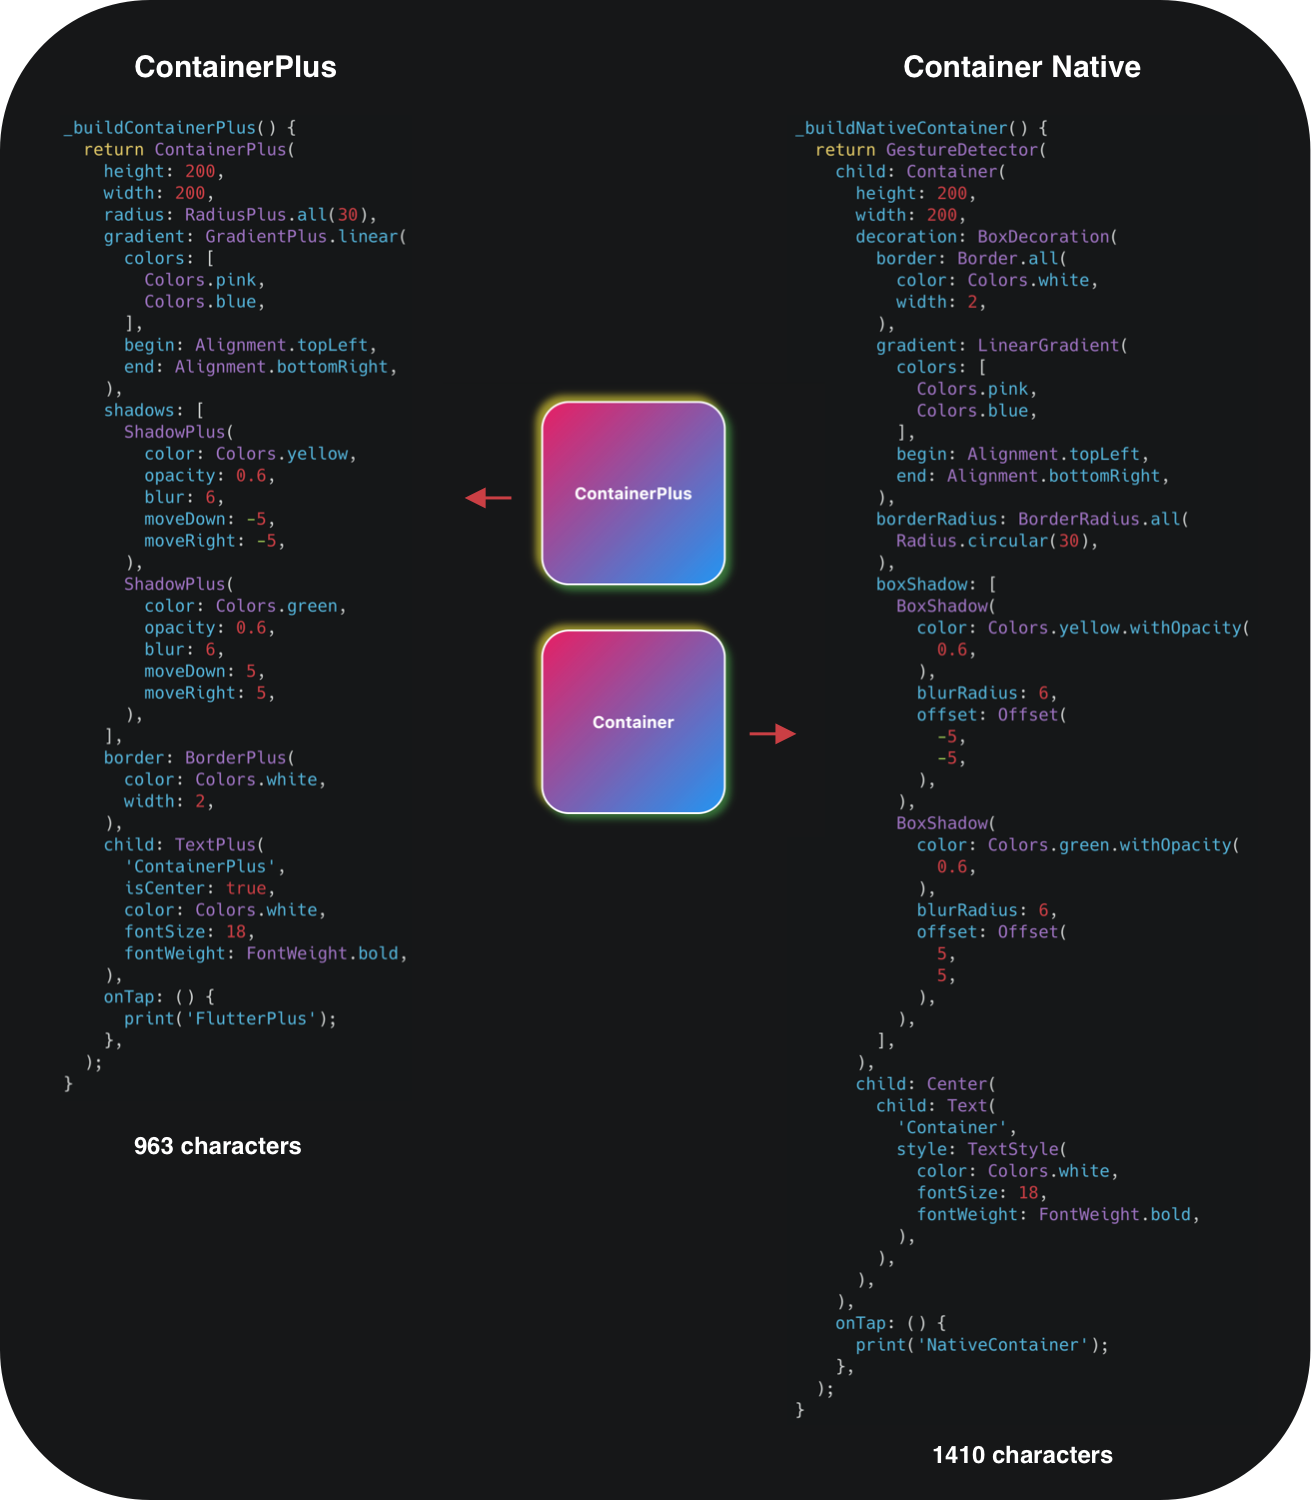 ContainerPlus
_buildContainerPlus() {
  return ContainerPlus(
    height: 200,
    width: 200,
    radius: RadiusPlus.all(30),
    gradient: GradientPlus.linear(
      colors: [
        Colors.pink,
        Colors.blue,
      ],
      begin: Alignment.topLeft,
      end: Alignment.bottomRight,
    ),
    shadows: [
      ShadowPlus(
        color: Colors.yellow,
        opacity: 0.6,
        blur: 6,
        moveDown: -5,
        moveRight: -5,
      ),
      ShadowPlus(
        color: Colors.green,
        opacity: 0.6,
        blur: 6,
        moveDown: 5,
        moveRight: 5,
      ),
    ],
    border: BorderPlus(
      color: Colors.white,
      width: 2,
    ),
    child: TextPlus(
      'ContainerPlus',
      isCenter: true,
      color: Colors.white,
      fontSize: 18,
      fontWeight: FontWeight.bold,
    ),
    onTap: () {
      print('FlutterPlus');
    },
  );
}
963 characters
ContainerPlus
Container
Container Native
_buildNativeContainer() {
  return GestureDetector(
    child: Container(
      height: 200,
      width: 200,
      decoration: BoxDecoration(
        border: Border.all(
          color: Colors.white,
          width: 2,
        ),
        gradient: LinearGradient(
          colors: [
            Colors.pink,
            Colors.blue,
          ],
          begin: Alignment.topLeft,
          end: Alignment.bottomRight,
        ),
        borderRadius: BorderRadius.all(
          Radius.circular(30),
        ),
        boxShadow: [
          BoxShadow(
            color: Colors.yellow.withOpacity(
              0.6,
            ),
            blurRadius: 6,
            offset: Offset(
              -5,
              -5,
            ),
          ),
          BoxShadow(
            color: Colors.green.withOpacity(
              0.6,
            ),
            blurRadius: 6,
            offset: Offset(
              5,
              5,
            ),
          ),
        ],
      ),
      child: Center(
        child: Text(
          'Container',
          style: TextStyle(
            color: Colors.white,
            fontSize: 18,
            fontWeight: FontWeight.bold,
          ),
        ),
      ),
    ),
    onTap: () {
      print('NativeContainer');
    },
  );
}
1410 characters